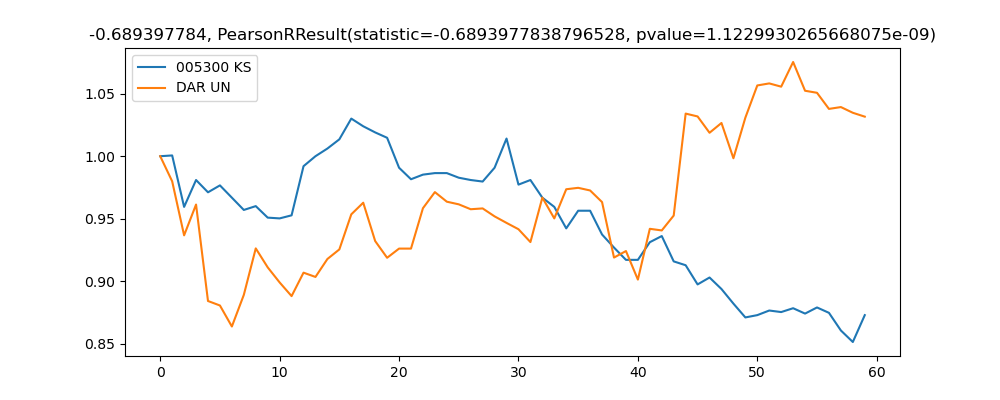 -0.689397784, PearsonRResult(statistic=-0.6893977838796528, pvalue=1.1229930265668075e-09)
005300 KS
DAR UN
1.05
1.00
0.95
0.90
0.85
0 10 20 30 40 50 60